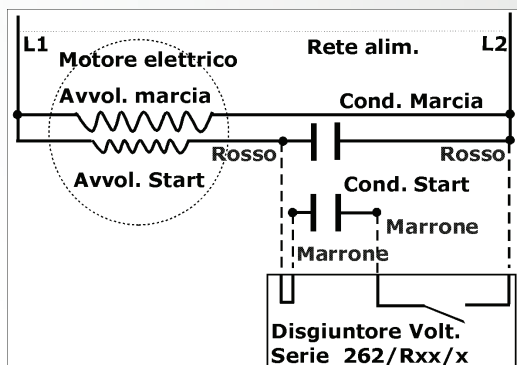 L1
Rete alim.
L2
Motore elettrico
Avvol. marcia
Cond. Marcia
Rosso
Rosso
Avvol. Start
Cond. Start
Marrone
Marrone
Disgiuntore Volt.
Serie 262/Rxx/x